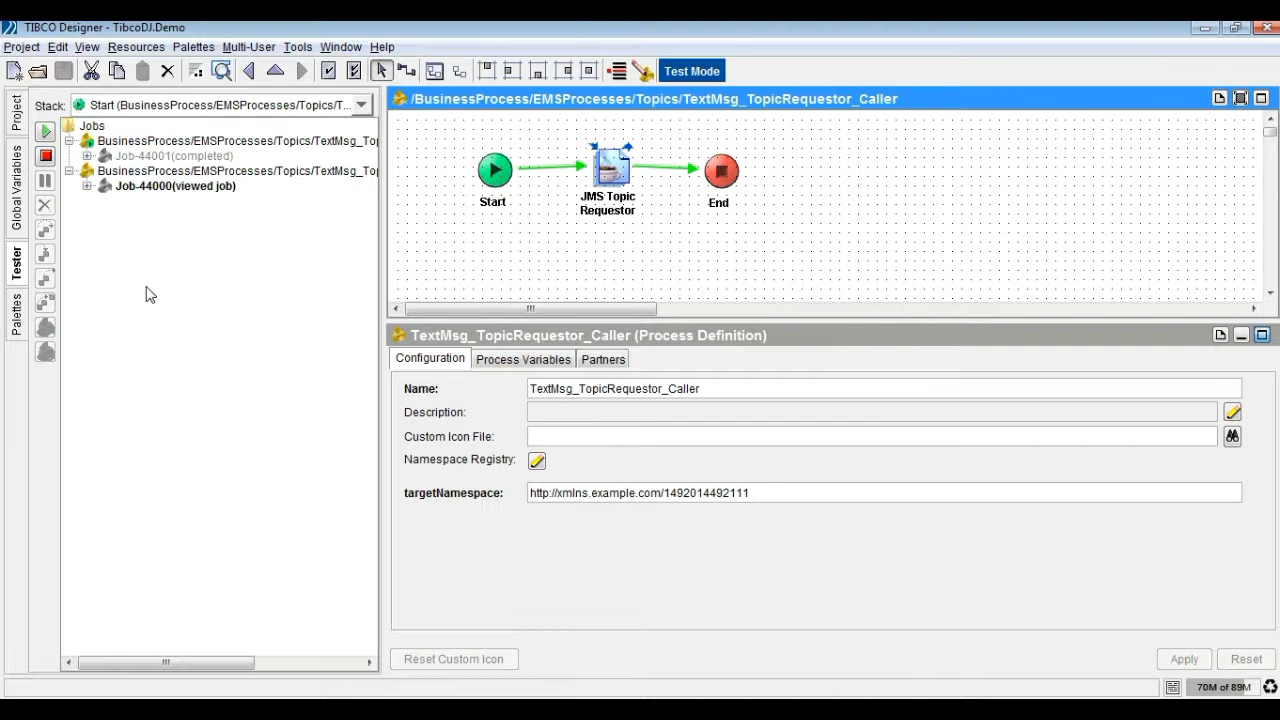 TIBCO Designer - TibcoDJ.Demo
Project Edit View Resources Palettes Multi-User Tools Window Help
Test Mode
Project
Global Variables
Tester
Palettes
Stack: Start (BusinessProcess/EMSProcesses/Topics/T...
Jobs
BusinessProcess/EMSProcesses/Topics/TextMsg_Top
Job-44001(completed)
BusinessProcess/EMSProcesses/Topics/TextMsg_Top
Job-44000(viewed job)
/BusinessProcess/EMSProcesses/Topics/TextMsg_TopicRequestor_Caller
Start
JMS Topic
Requestor
End
TextMsg_TopicRequestor_Caller (Process Definition)
Configuration Process Variables Partners
Name: TextMsg_TopicRequestor_Caller
Description:
Custom Icon File:
Namespace Registry:
targetNamespace: http://xmlns.example.com/1492014492111
Reset Custom Icon Apply Reset
70M of 89M